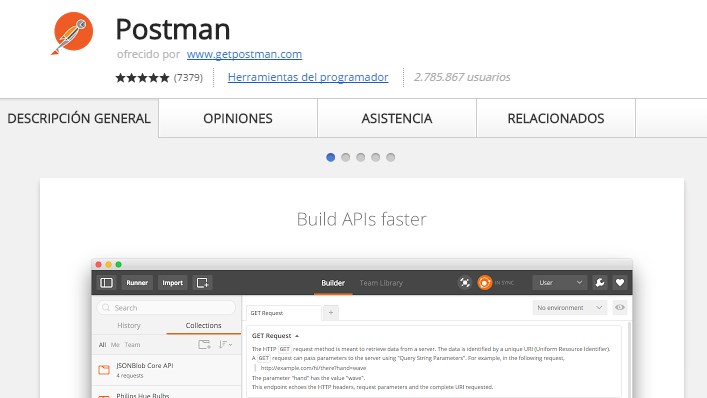 Postman
ofrecido por www.getpostman.com
(7379) Herramientas del programador 2.785.867 usuarios
DESCRIPCIÓN GENERAL OPINIONES ASISTENCIA RELACIONADOS
Build APIs faster
Runner Import Builder Team Library IN SYNC User
Search GET Request + No environment
History Collections
GET Request
All Me Team
The HTTP GET request method is meant to retrieve data from a server. The data is identified by a unique URI (Uniform Resource Identifier).
A GET request can pass parameters to the server using "Query String Parameters". For example, in the following request,
JSONBlob Core API
http://example.com/hi/there?hand=wave
4 requests
The parameter "hand" has the value "wave".
This endpoint echoes the HTTP headers, request parameters and the complete URI requested.
Philips Hue Bulbs